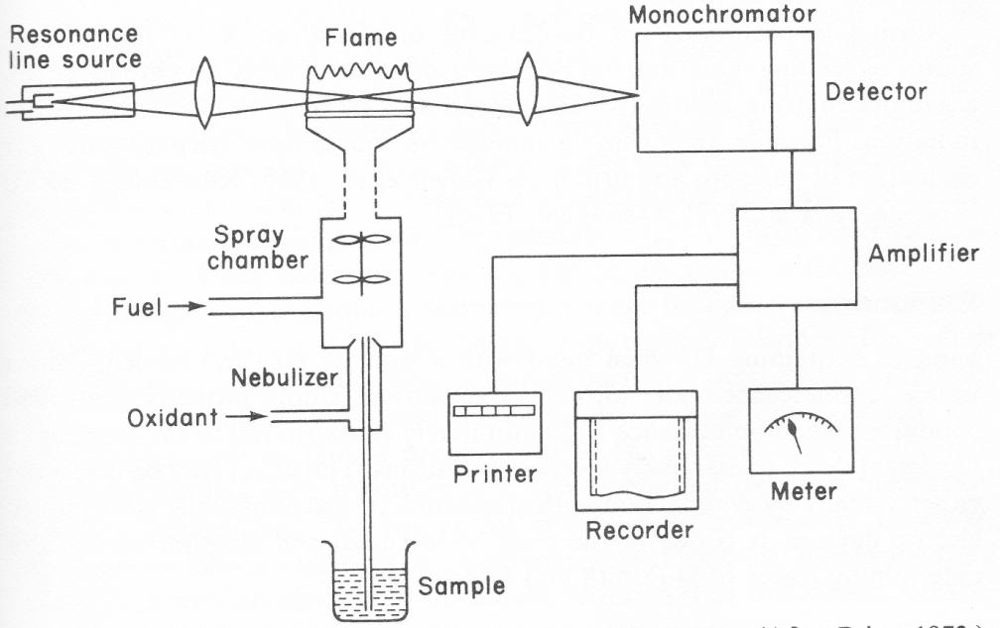 Resonance
line source
Flame
Monochromator
Detector
Spray
chamber
Amplifier
Fuel
Nebulizer
Oxidant
Printer
Recorder
Meter
Sample